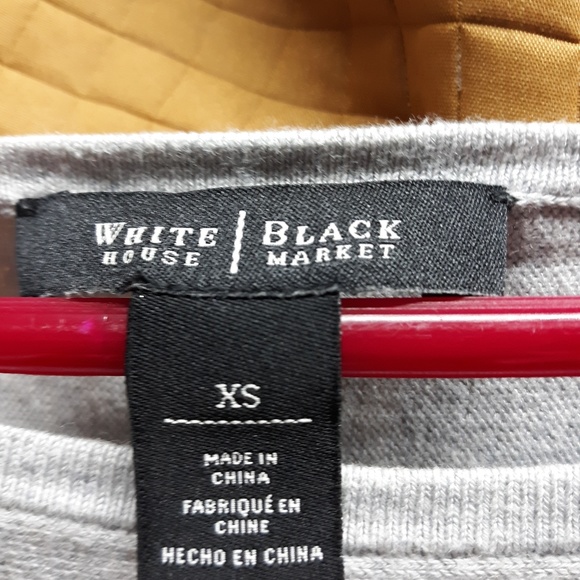 WHITE | BLACK
HOUSE | MARKET
XS
MADE IN
CHINA
FABRIQUÉ EN
CHINE
HECHO EN CHINA